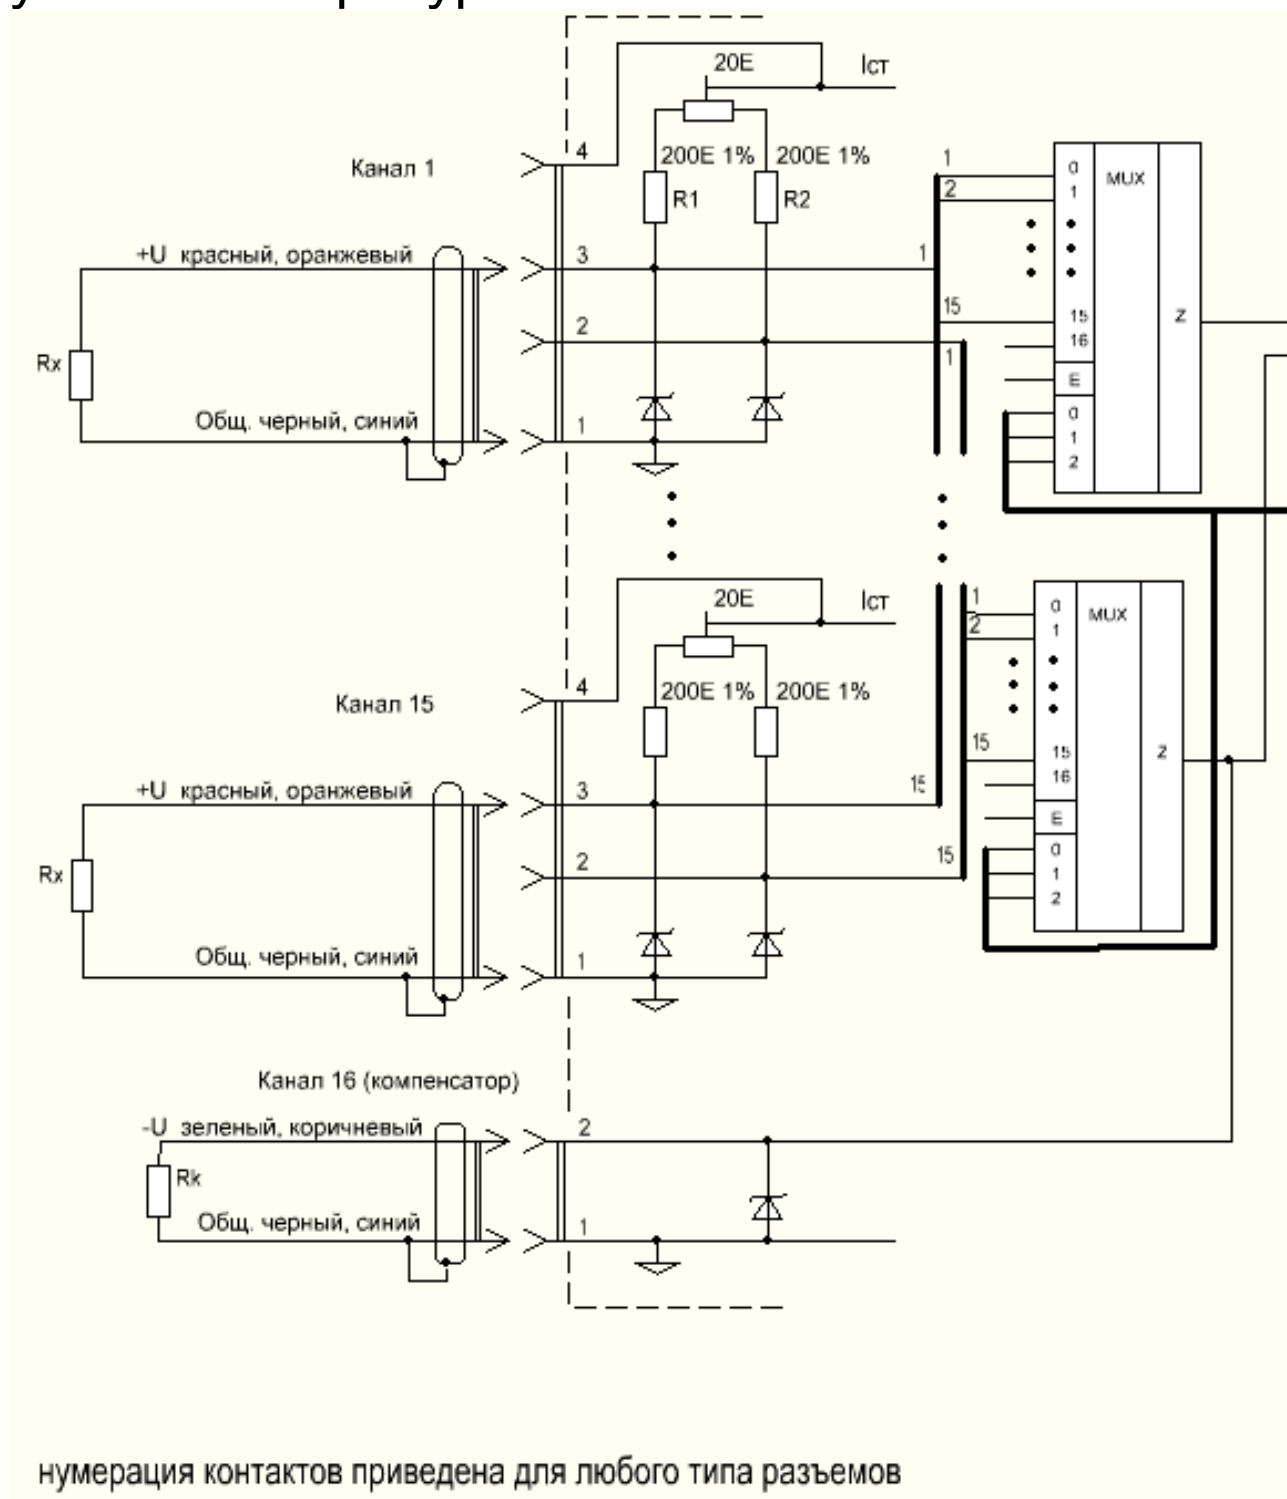 20E
Iст
4
200E 1%
200E 1%
Канал 1
R1
R2
1
2
0
1
MUX
+U красный, оранжевый
3
1
15
15
16
Z
2
1
Rx
E
Общ. черный, синий
1
0
1
2
20E
Iст
1
2
0
1
MUX
4
200E 1%
200E 1%
Канал 15
15
15
16
Z
+U красный, оранжевый
3
15
E
2
15
0
1
2
Rx
Общ. черный, синий
1
Канал 16 (компенсатор)
-U зеленый, коричневый
2
Rk
Общ. черный, синий
1
нумерация контактов приведена для любого типа разъемов